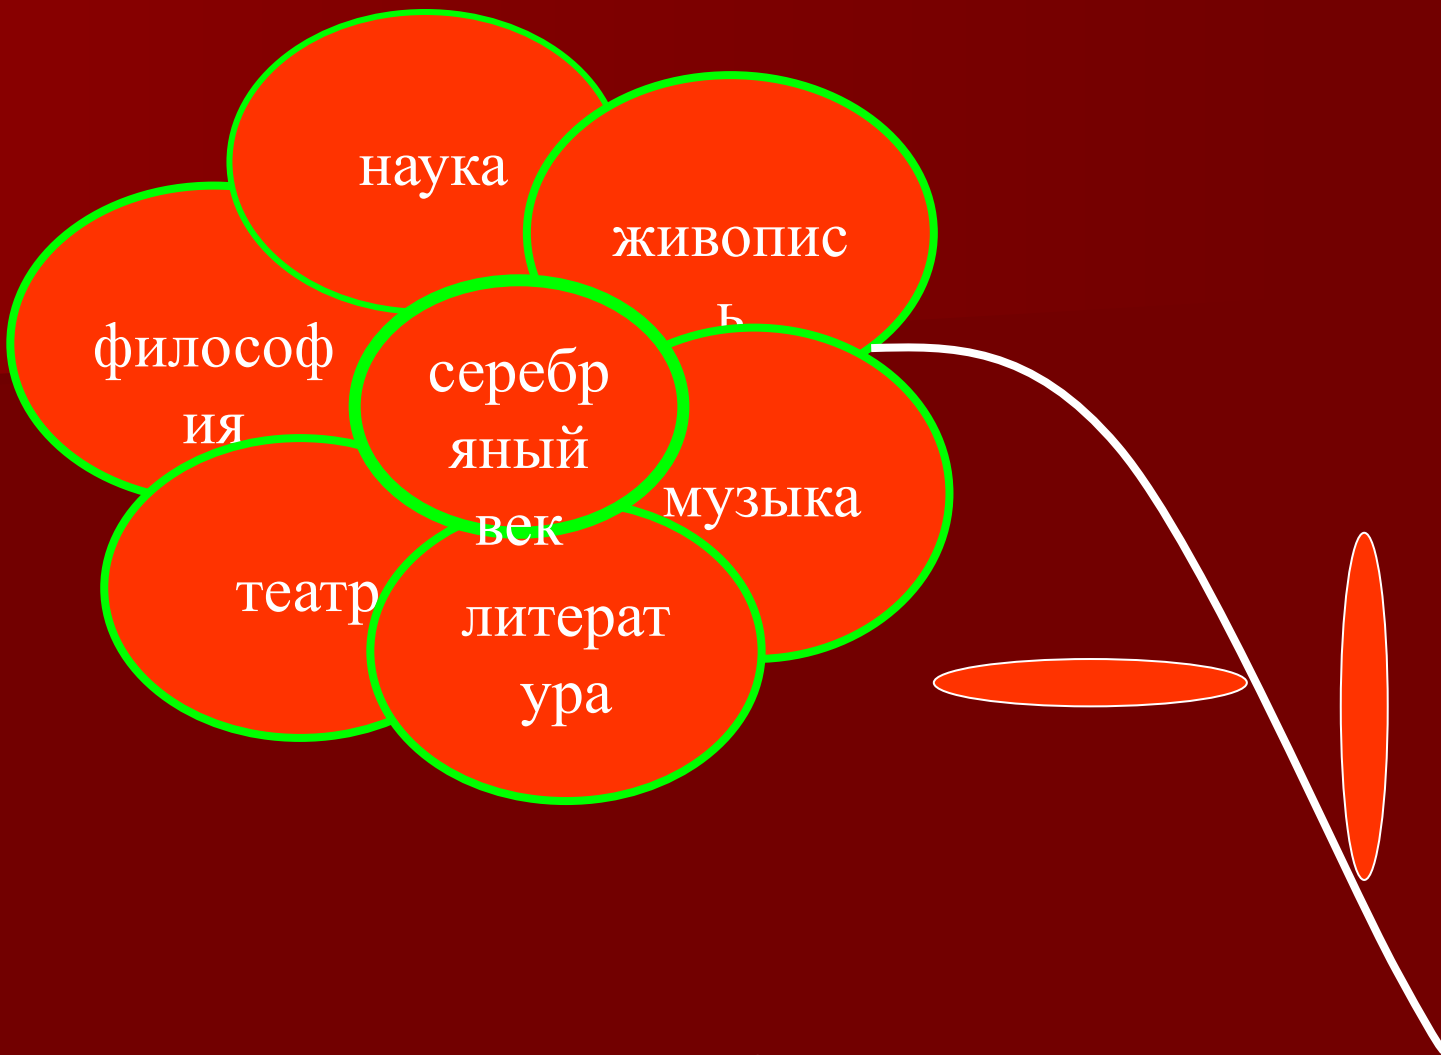 наука
живопис
ь
философ
ия
серебр
яный
век
музыка
театр
литерат
ура